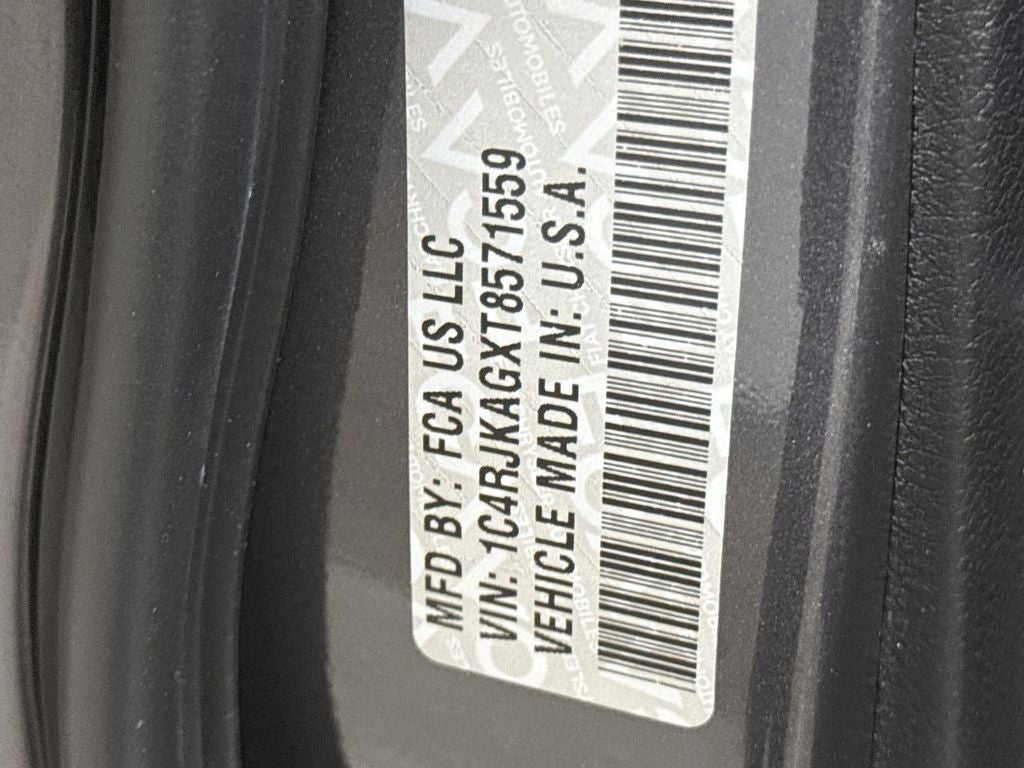 MFD BY: FCA US LLC
VIN: 1C4RJKAGXT8571559
VEHICLE MADE IN: U.S.A.